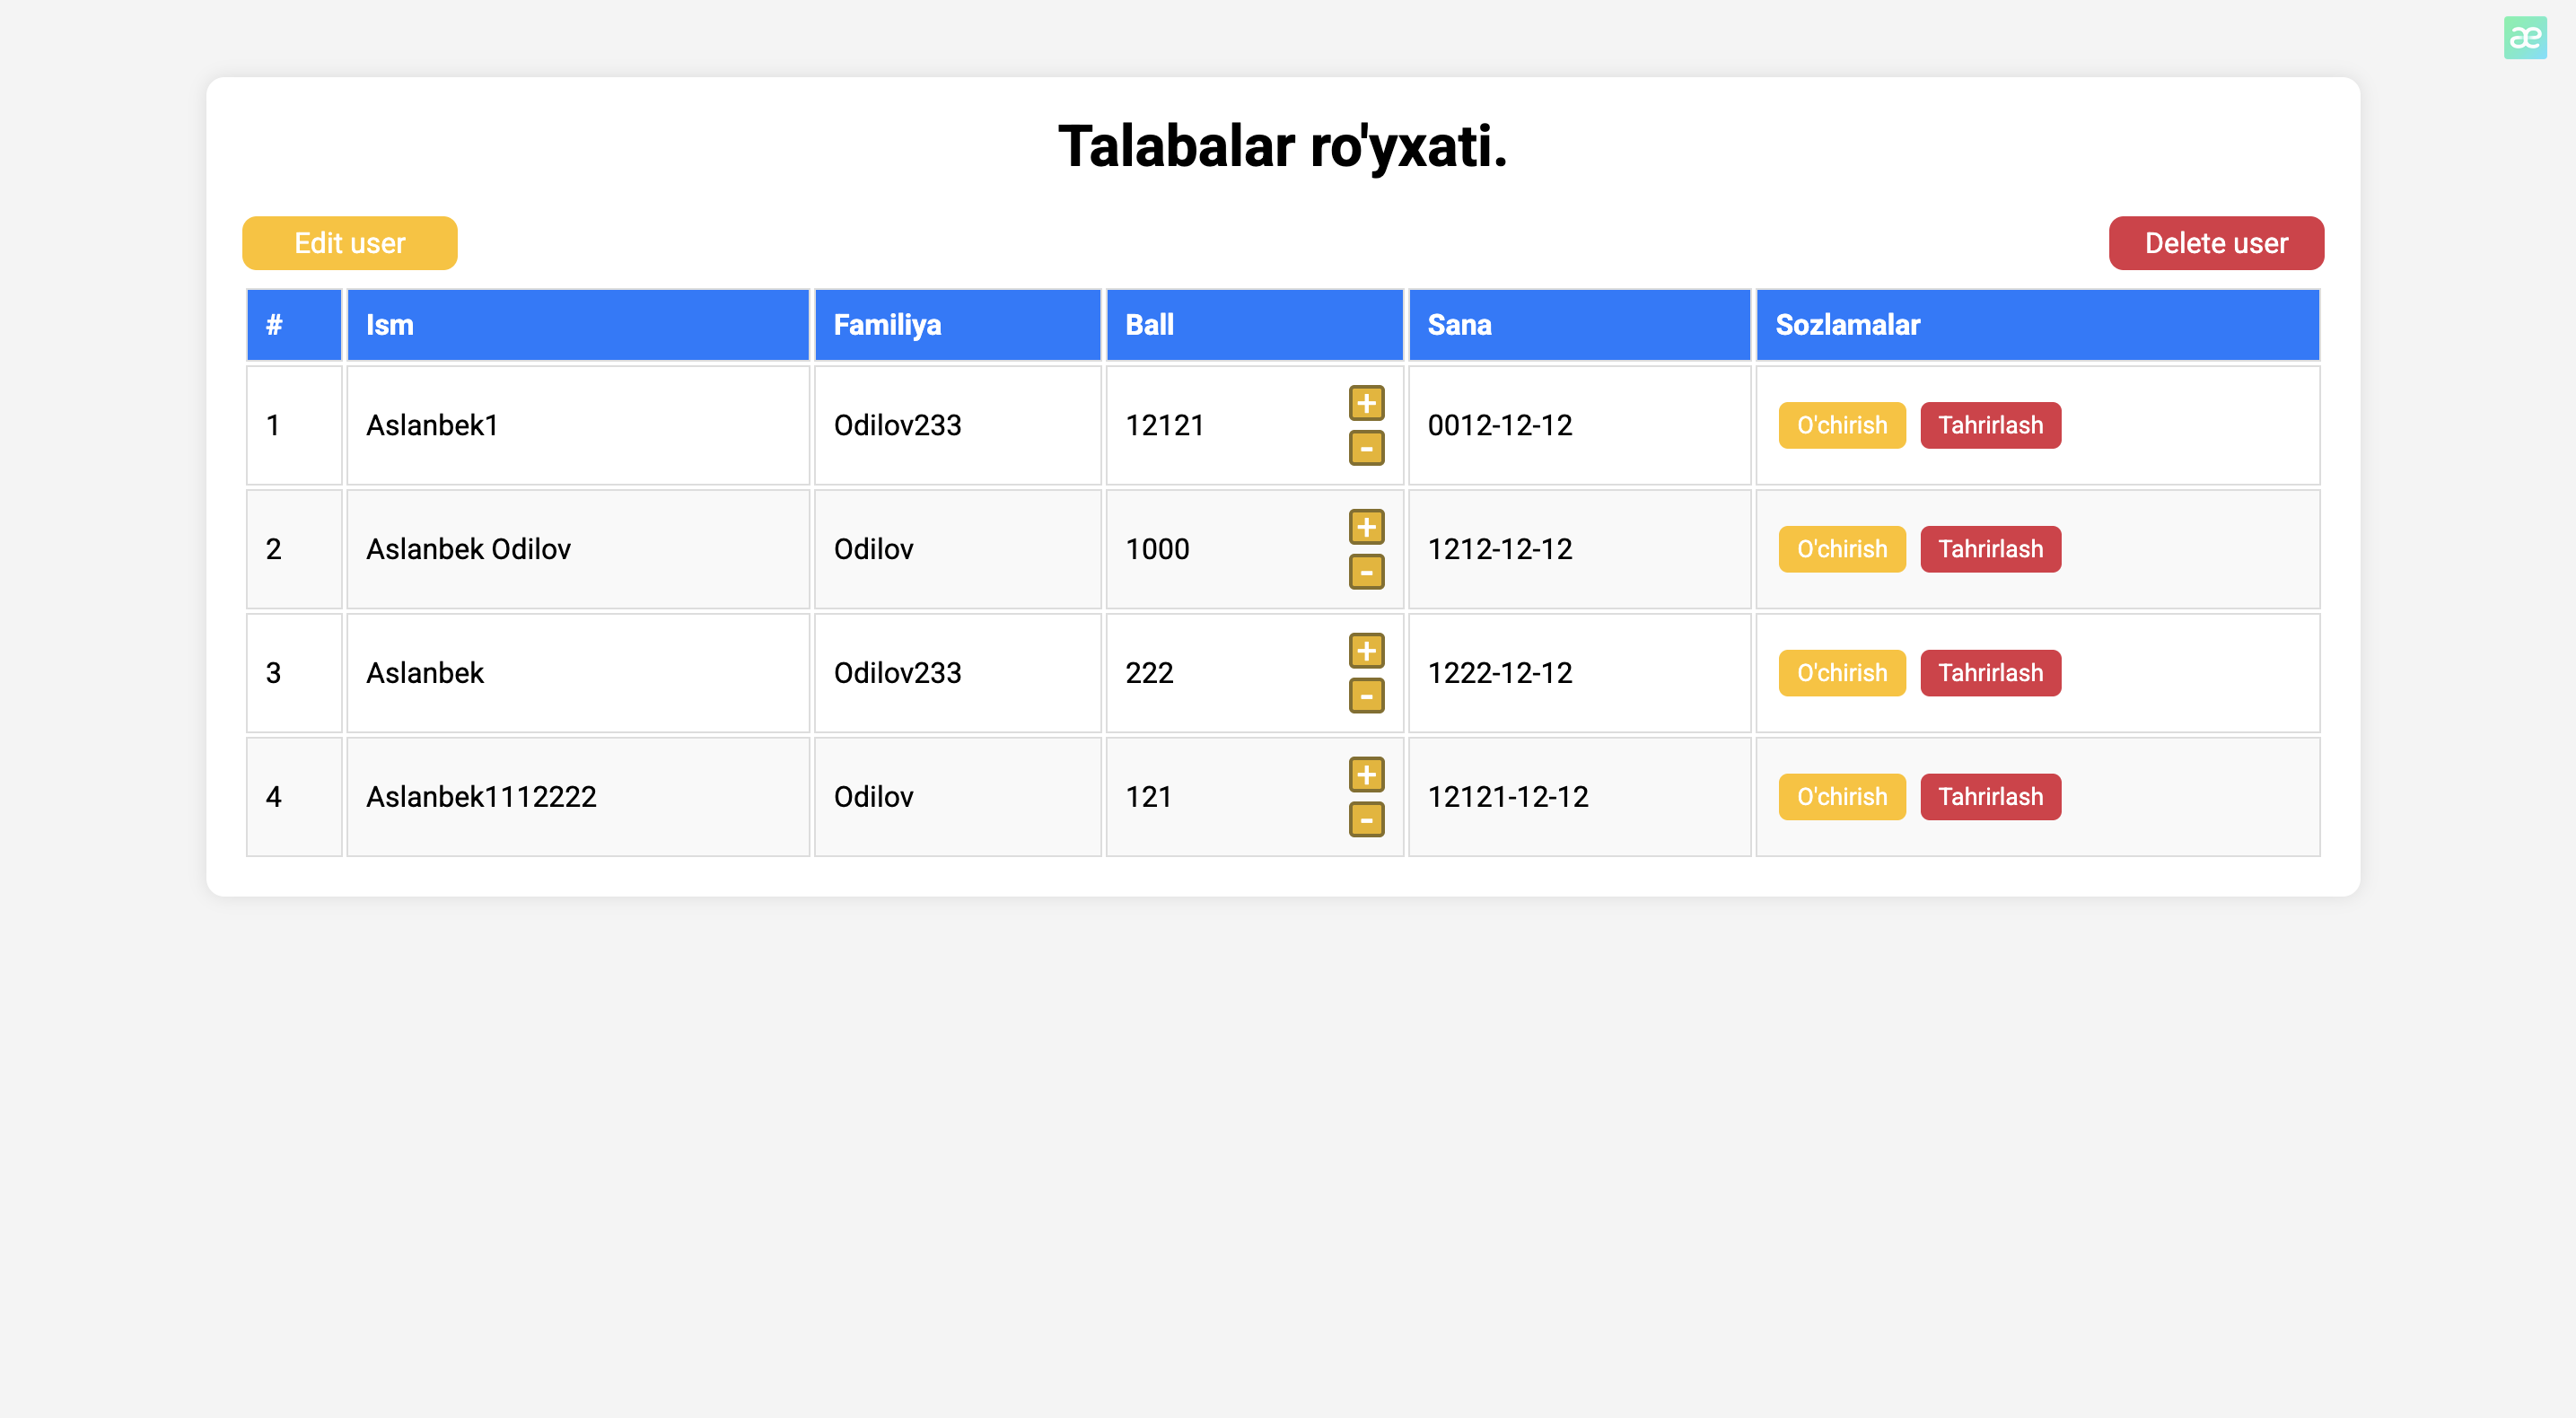 æ
Talabalar ro'yxati.
Edit user Delete user
# Ism Familiya Ball Sana Sozlamalar
1 Aslanbek1 Odilov233 12121 + - 0012-12-12 O'chirish Tahrirlash
2 Aslanbek Odilov Odilov 1000 + - 1212-12-12 O'chirish Tahrirlash
3 Aslanbek Odilov233 222 + - 1222-12-12 O'chirish Tahrirlash
4 Aslanbek1112222 Odilov 121 + - 12121-12-12 O'chirish Tahrirlash